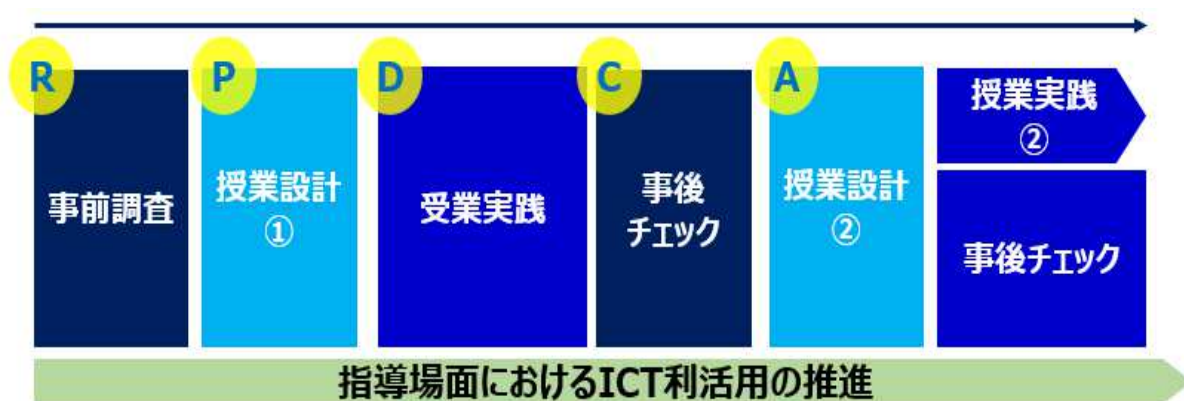 R
事前調査
P
授業設計
①
D
受業実践
C
事後
チェック
A
授業設計
②
授業実践
②
事後チェック
指導場面におけるICT利活用の推進